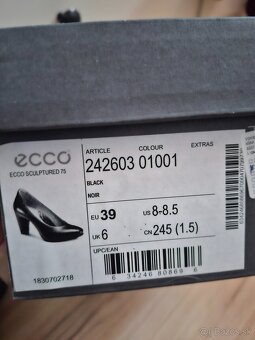 ecco
ECCO SCULPTURED 75
ARTICLE COLOUR EXTRAS
242603 01001
BLACK
NOIR
EU 39 US 8-8.5
UK 6 CN 245 (1.5)
UPC/EAN
1830702718